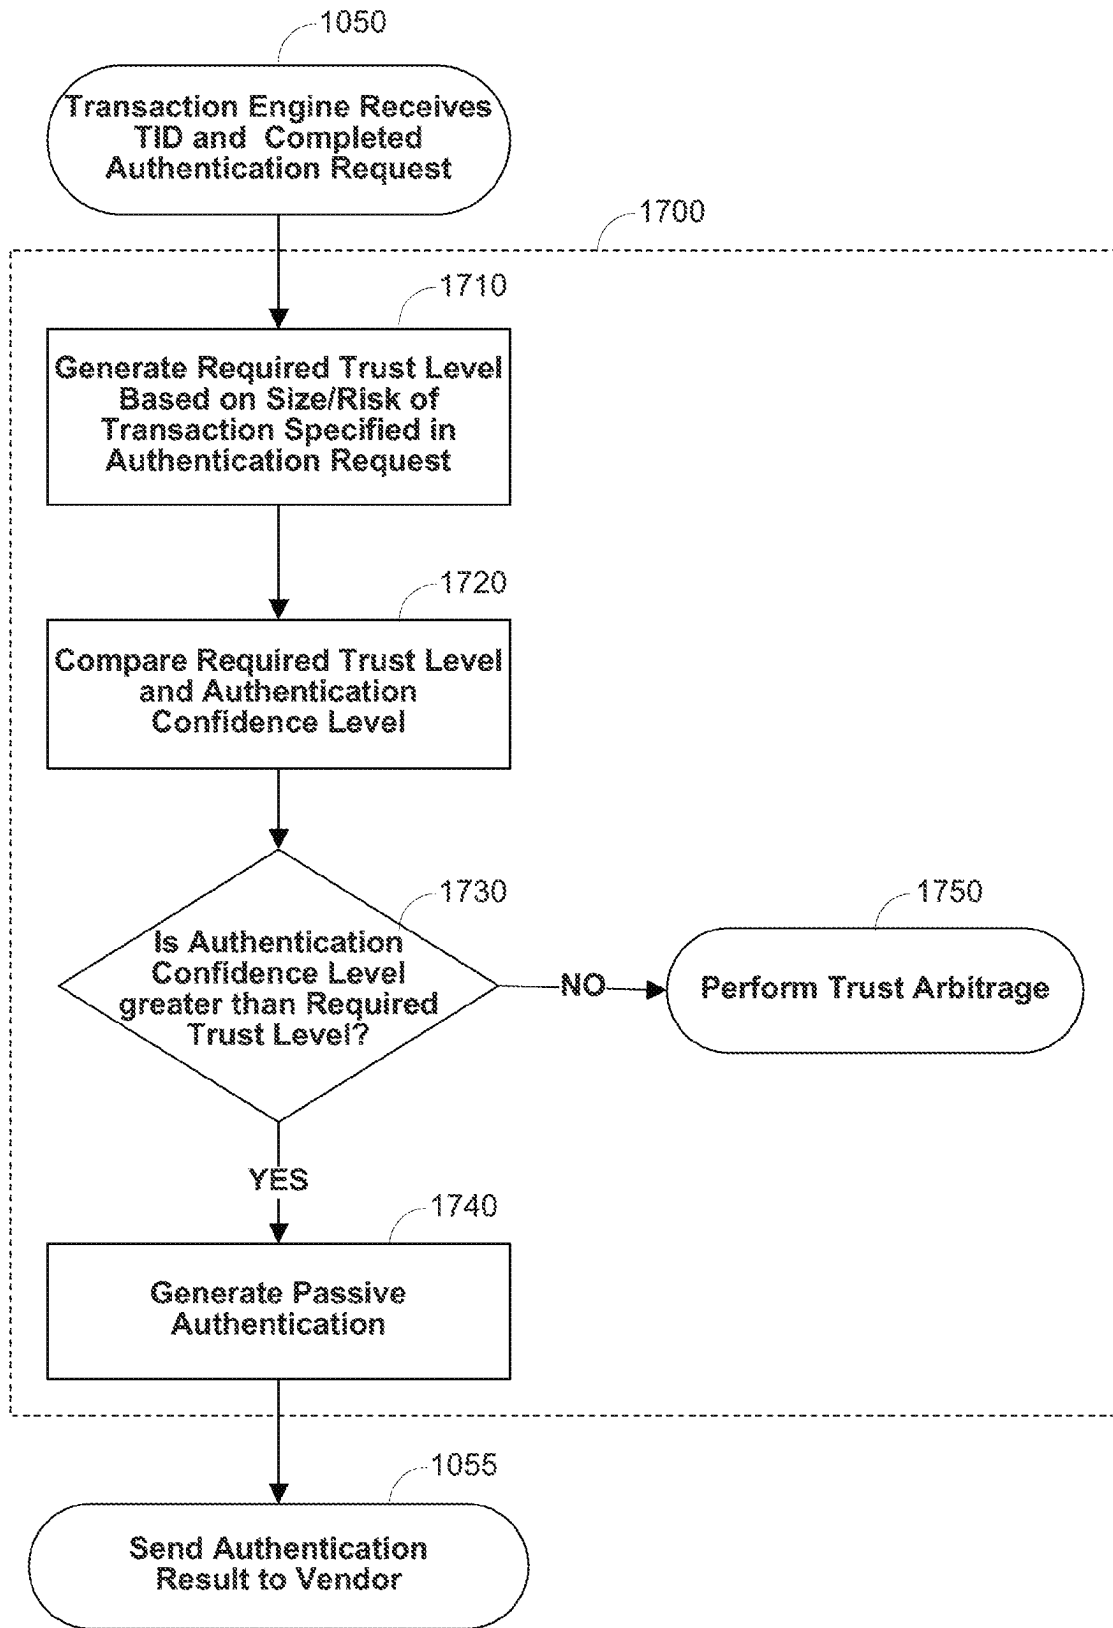 1050
Transaction Engine Receives
TID and Completed
Authentication Request
1700
1710
Generate Required Trust Level
Based on Size/Risk of
Transaction Specified in
Authentication Request
1720
Compare Required Trust Level
and Authentication
Confidence Level
1730
Is Authentication
Confidence Level
greater than Required
Trust Level?
NO
1750
Perform Trust Arbitrage
YES
1740
Generate Passive
Authentication
1055
Send Authentication
Result to Vendor